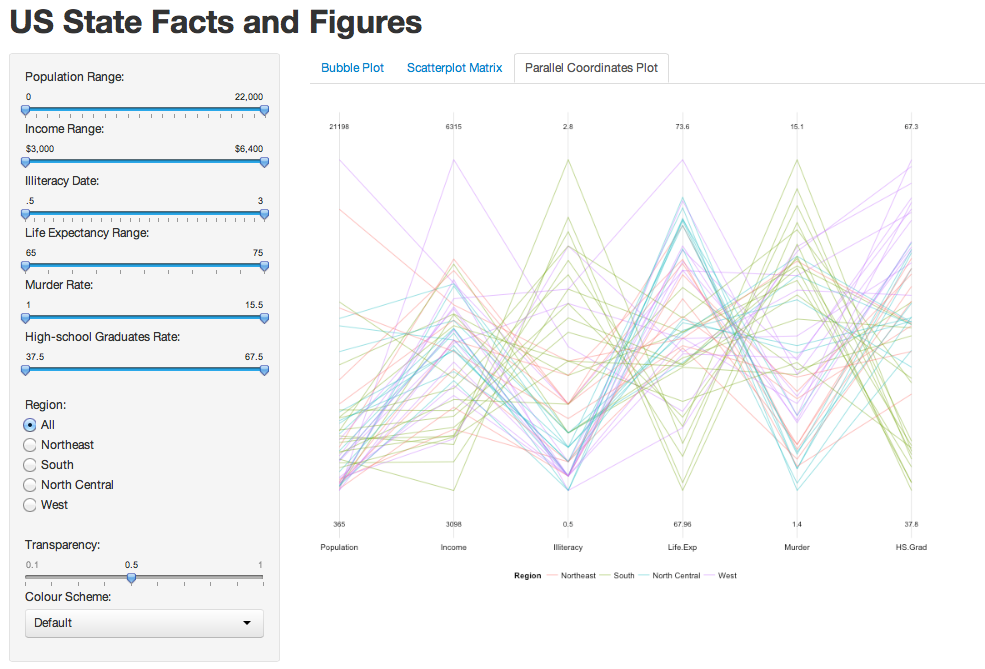 US State Facts and Figures
Population Range:
0 22,000
Income Range:
$3,000 $6,400
Illiteracy Date:
.5 3
Life Expectancy Range:
65 75
Murder Rate:
1 15.5
High-school Graduates Rate:
37.5 67.5
Region:
All
Northeast
South
North Central
West
Transparency:
0.1 0.5 1
Colour Scheme:
Default
Bubble Plot Scatterplot Matrix Parallel Coordinates Plot
21198 6315 2.8 73.6 15.1 67.3
365 3098 0.5 67.96 1.4 37.8
Population Income Illiteracy Life.Exp Murder HS.Grad
Region Northeast South North Central West